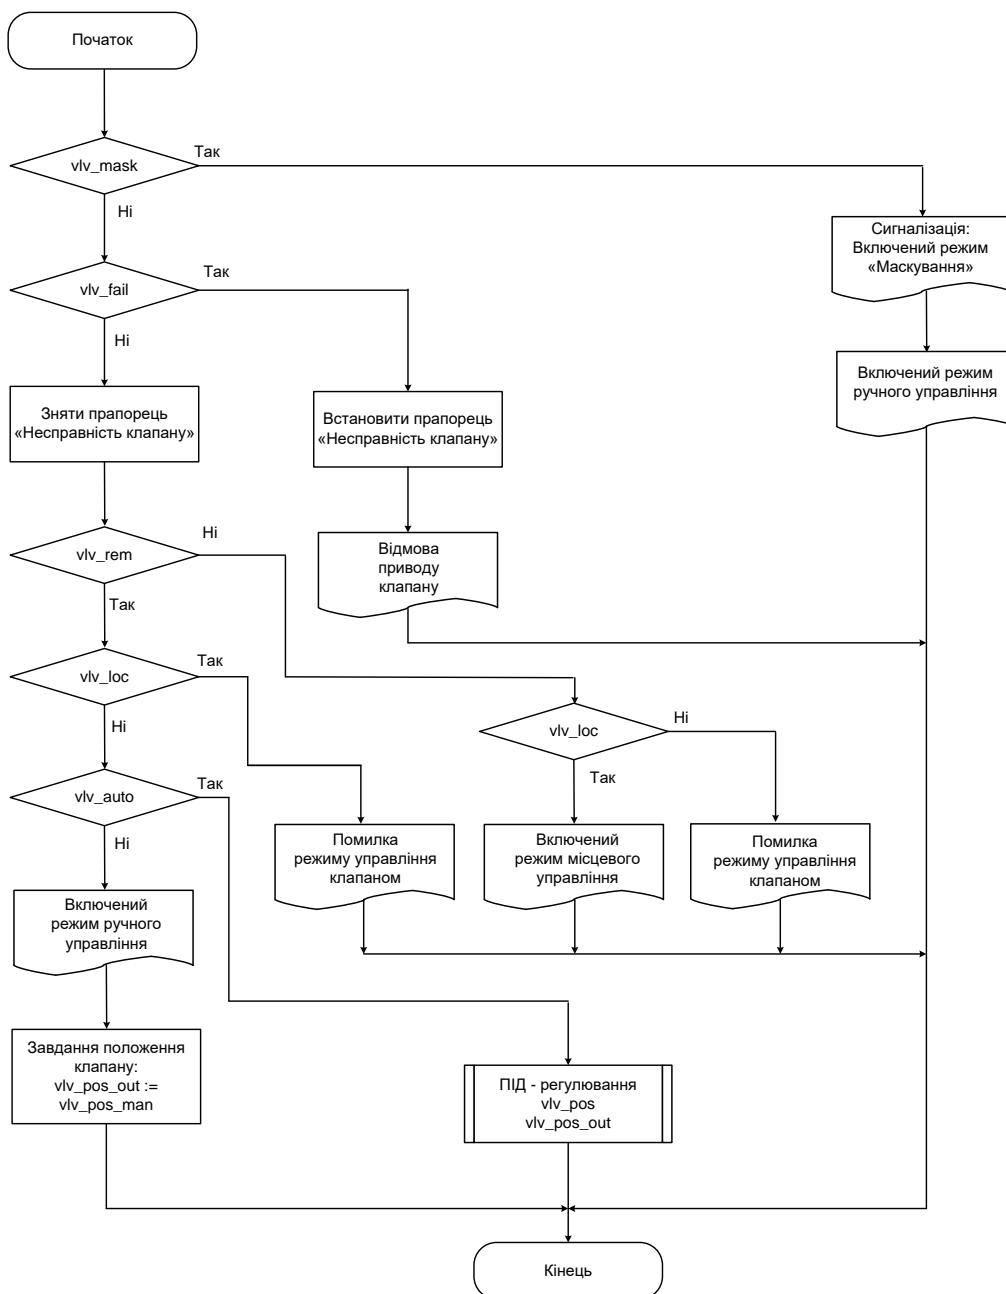 Початок
vlv_mask
Так
Ні
Сигналізація:
Включений режим
«Маскування»
vlv_fail
Так
Ні
Включений режим
ручного управління
Зняти прапорець
«Несправність клапану»
Встановити прапорець
«Несправність клапану»
vlv_rem
Ні
Так
Відмова
приводу
клапану
vlv_loc
Так
Ні
vlv_loc
Ні
Так
vlv_auto
Так
Ні
Помилка
режиму управління
клапаном
Включений
режим місцевого
управління
Помилка
режиму управління
клапаном
Включений
режим ручного
управління
Завдання положення
клапану:
vlv_pos_out :=
vlv_pos_man
ПІД - регулювання
vlv_pos
vlv_pos_out
Кінець